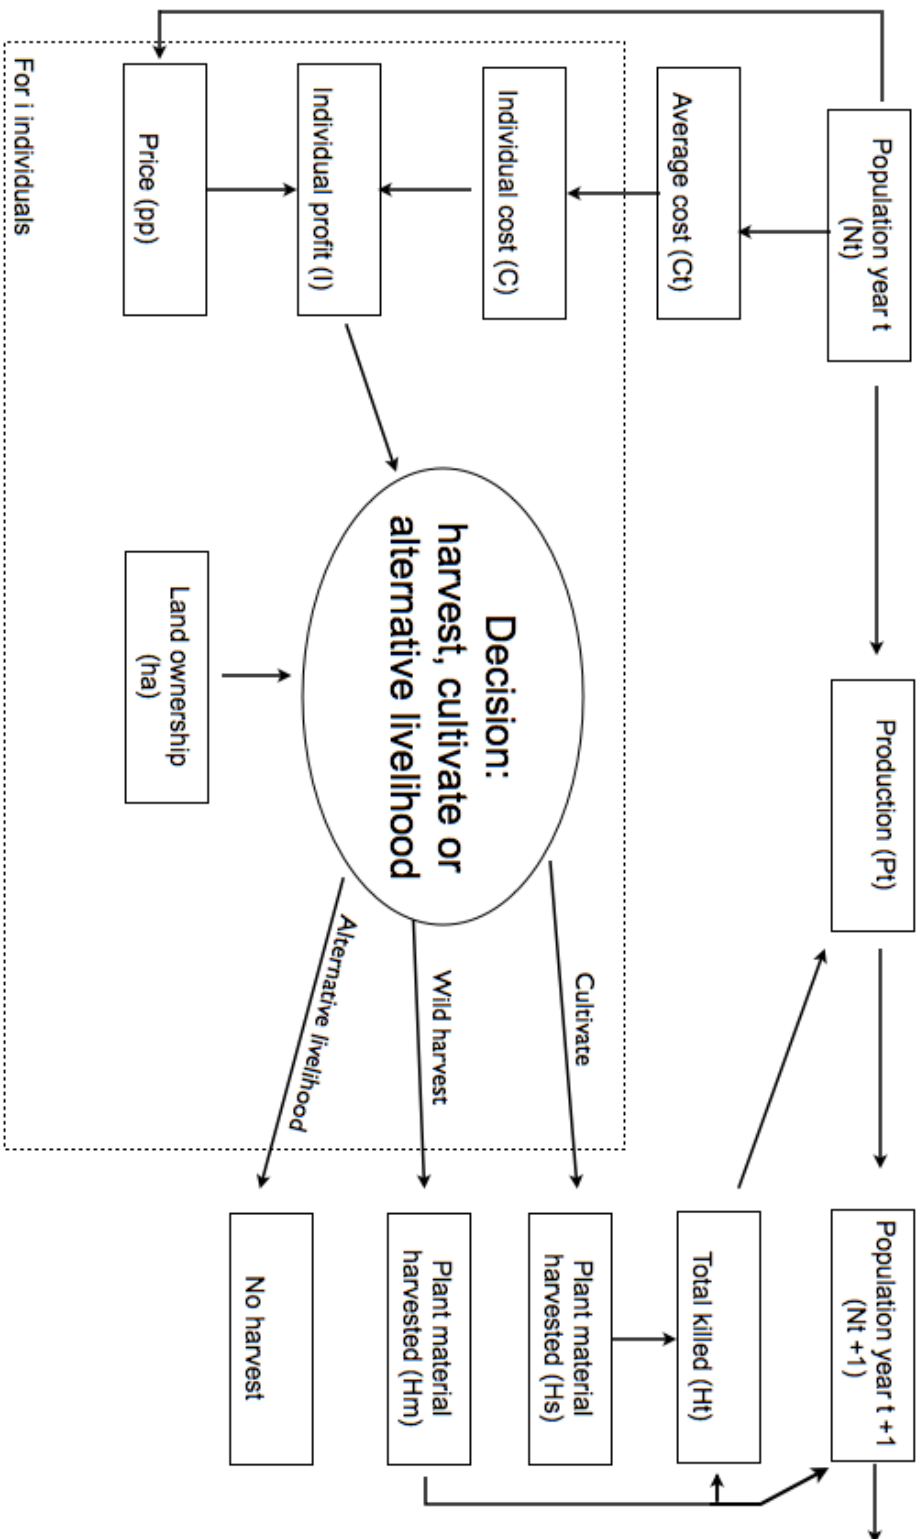 Population year t
(Nt)
Production (Pt)
Population year t +1
(Nt +1)
Average cost (Ct)
Total killed (Ht)
Individual cost (C)
Cultivate
Plant material
harvested (Hs)
Decision:
harvest, cultivate or
alternative livelihood
Wild harvest
Plant material
harvested (Hm)
Individual profit (I)
Alternative livelihood
No harvest
Price (pp)
Land ownership
(ha)
For i individuals